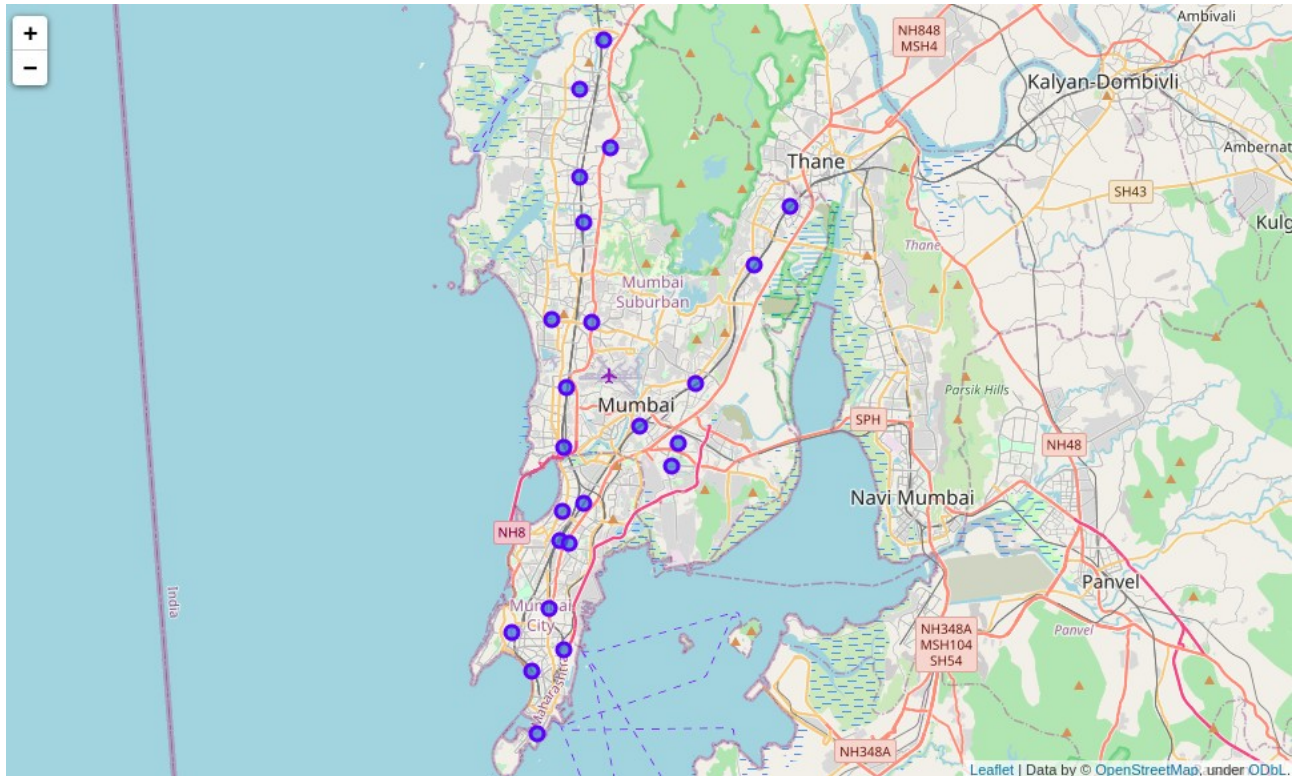 +
−
Ambivali
NH848
MSH4
Kalyan-Dombivli
Thane
Ambernat
SH43
Kulg
Thane
Mumbai
Suburban
Parsik Hills
Mumbai
SPH
NH48
Navi Mumbai
NH8
India
Panvel
Mumbai
City
NH348A
MSH104
SH54
Panvel
Maharashtra
NH348A
Leaflet | Data by © OpenStreetMap, under ODbL.